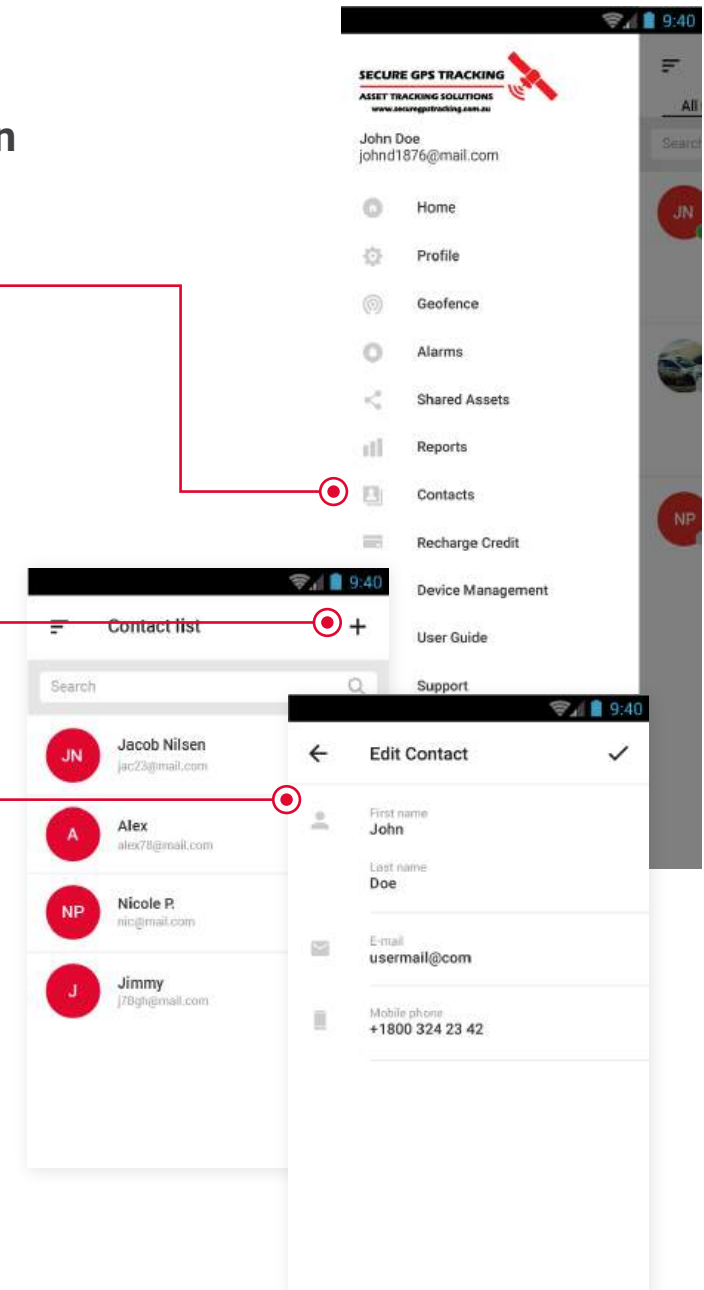 n
9:40
SECURE GPS TRACKING
ASSET TRACKING SOLUTIONS
www.securegpstracking.com.au
John Doe
johnd1876@mail.com
All
Search
Home
JN
Profile
Geofence
Alarms
Shared Assets
Reports
Contacts
NP
Recharge Credit
Device Management
User Guide
Support
9:40
Contact list
Search
JN
Jacob Nilsen
jac23@mail.com
A
Alex
alex78@mail.com
NP
Nicole P.
nic@mail.com
J
Jimmy
j78gh@mail.com
9:40
Edit Contact
First name
John
Last name
Doe
E-mail
usermail@com
Mobile phone
+1800 324 23 42